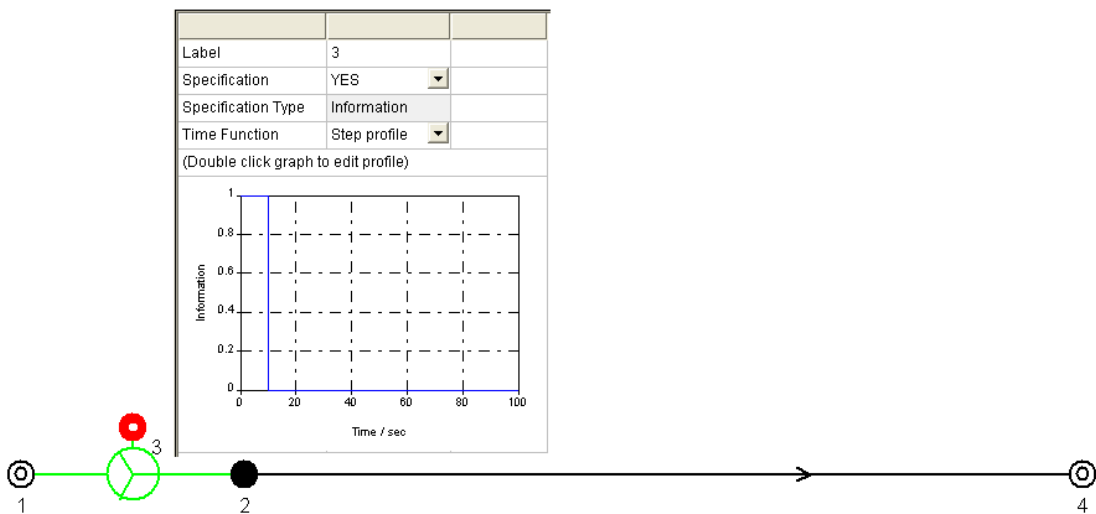 Label 3
Specification YES
Specification Type Information
Time Function Step profile
(Double click graph to edit profile)
1
0.8
0.6
0.4
0.2
0
Information
0 20 40 60 80 100
Time / sec
3
1 2 4